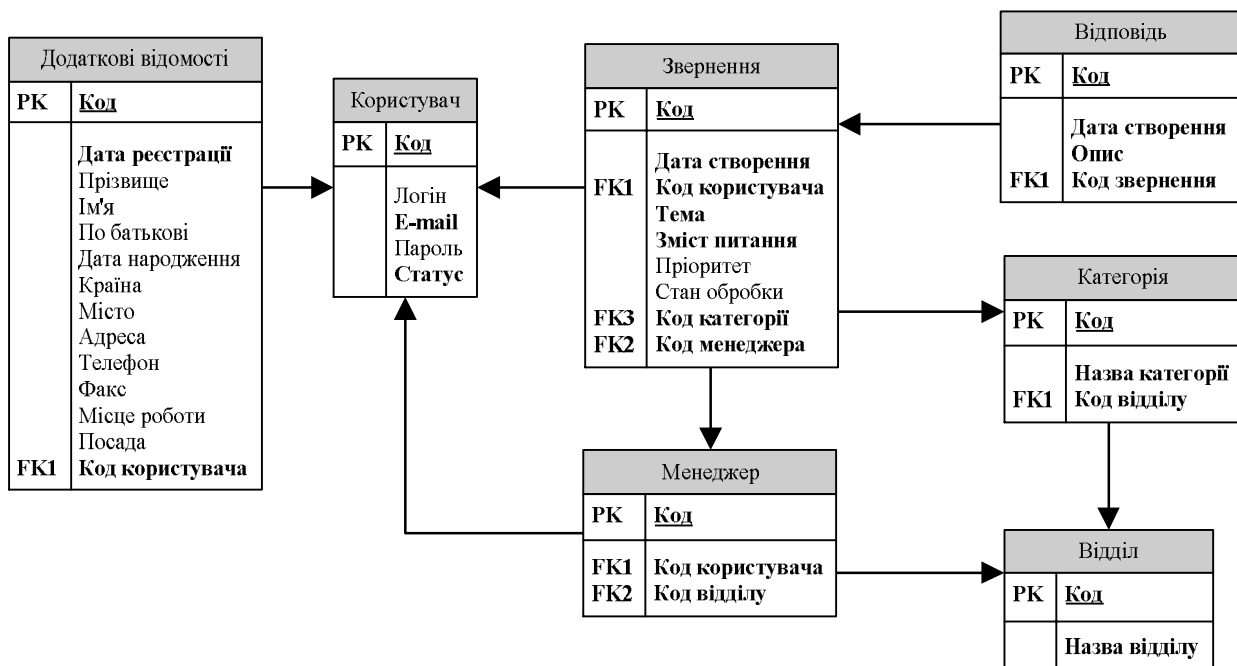 Додаткові відомості
PK Код
Дата реєстрації
Прізвище
Ім'я
По батькові
Дата народження
Країна
Місто
Адреса
Телефон
Факс
Місце роботи
Посада
FK1 Код користувача
Користувач
PK Код
Логін
E-mail
Пароль
Статус
Звернення
PK Код
Дата створення
FK1 Код користувача
Тема
Зміст питання
Пріоритет
Стан обробки
FK3 Код категорії
FK2 Код менеджера
Відповідь
PK Код
Дата створення
Опис
FK1 Код звернення
Категорія
PK Код
Назва категорії
FK1 Код відділу
Менеджер
PK Код
FK1 Код користувача
FK2 Код відділу
Відділ
PK Код
Назва відділу